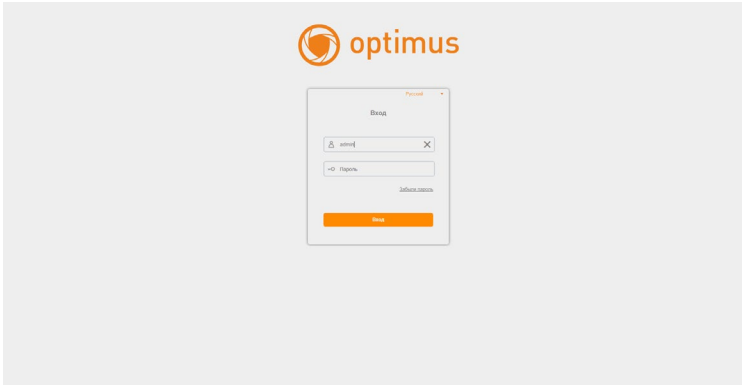 optimus
Русский
Вход
admin
Пароль
Забыли пароль
Вход